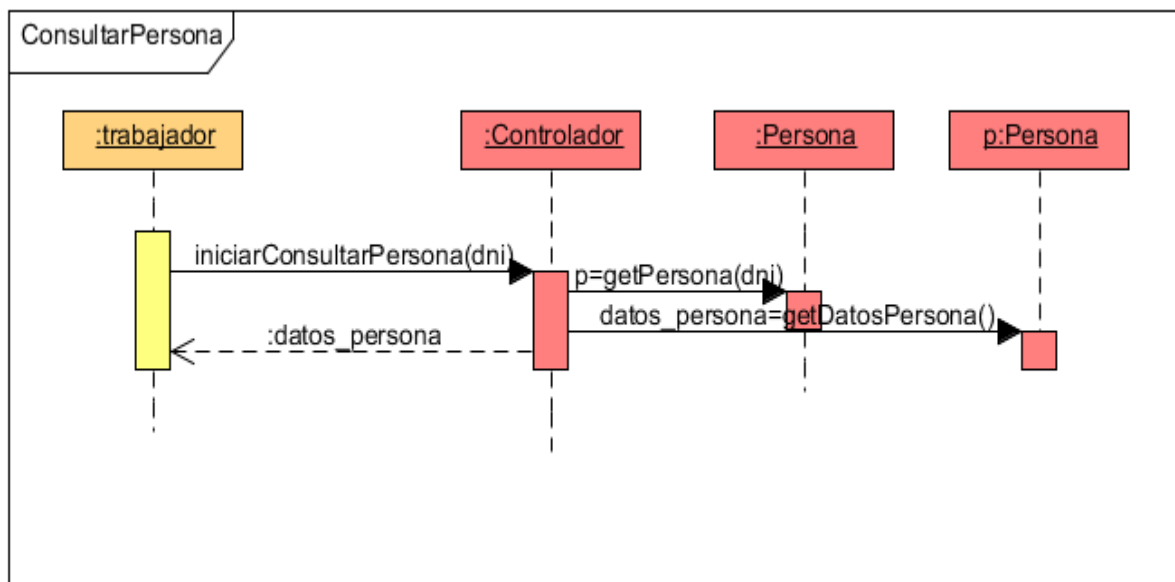 ConsultarPersona
:trabajador
:Controlador
:Persona
p:Persona
iniciarConsultarPersona(dni)
p=getPersona(dni)
datos_persona=getDatosPersona()
:datos_persona